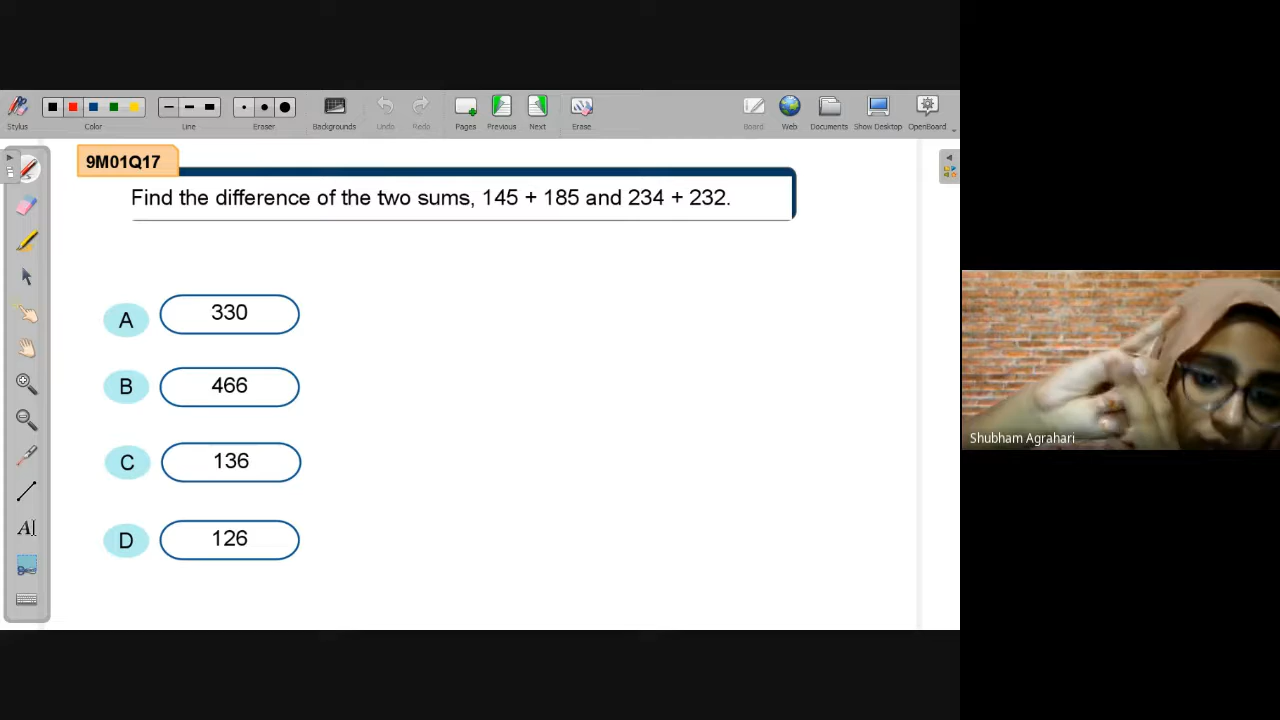 Stylus
Color
Line
Eraser
Backgrounds
Undo
Redo
Pages
Previous
Next
Erase
Board
Web
Documents
Show Desktop
OpenBoard
9M01Q17
Find the difference of the two sums, 145 + 185 and 234 + 232.
A 330
B 466
C 136
D 126
AI
Shubham Agrahari